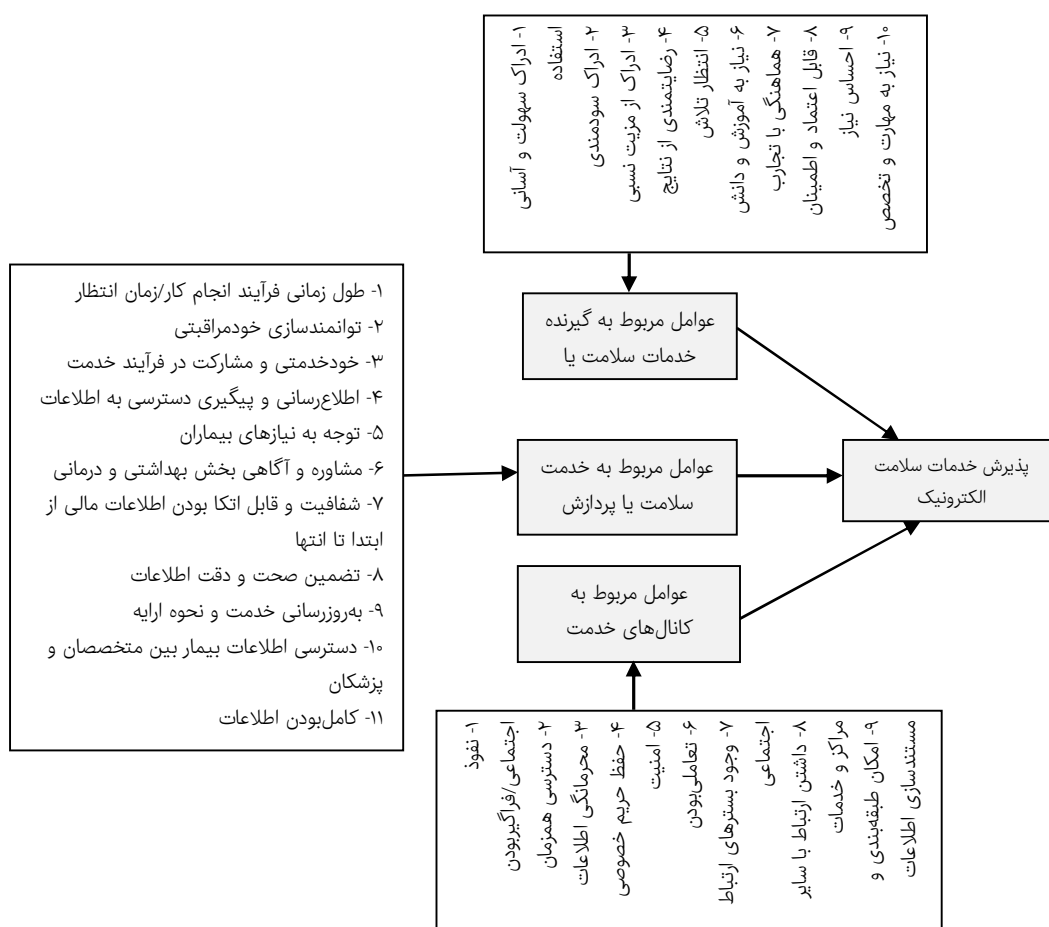 ۱- ادراک سهولت و آسانی
استفاده
۲- ادراک سودمندی
۳- ادراک از مزیت نسبی
۴- رضایتمندی از نتایج
۵- انتظار تلاش
۶- نیاز به آموزش و دانش
۷- هماهنگی با تجارب
۸- قابل اعتماد و اطمینان
۹- احساس نیاز
۱۰- نیاز به مهارت و تخصص
عوامل مربوط به گیرنده
خدمات سلامت یا
۱- طول زمانی فرآیند انجام کار/زمان انتظار
۲- توانمندسازی خودمراقبتی
۳- خودخدمتی و مشارکت در فرآیند خدمت
۴- اطلاع‌رسانی و پیگیری دسترسی به اطلاعات
۵- توجه به نیازهای بیماران
۶- مشاوره و آگاهی بخش بهداشتی و درمانی
۷- شفافیت و قابل اتکا بودن اطلاعات مالی از
ابتدا تا انتها
۸- تضمین صحت و دقت اطلاعات
۹- به‌روزرسانی خدمت و نحوه ارایه
۱۰- دسترسی اطلاعات بیمار بین متخصصان و
پزشکان
۱۱- کامل‌بودن اطلاعات
عوامل مربوط به خدمت
سلامت یا پردازش
پذیرش خدمات سلامت
الکترونیک
عوامل مربوط به
کانال‌های خدمت
۱- نفوذ
اجتماعی/فراگیربودن
۲- دسترسی همزمان
۳- محرمانگی اطلاعات
۴- حفظ حریم خصوصی
۵- امنیت
۶- تعاملی‌بودن
۷- وجود بسترهای ارتباط
اجتماعی
۸- داشتن ارتباط با سایر
مراکز و خدمات
۹- امکان طبقه‌بندی و
مستندسازی اطلاعات